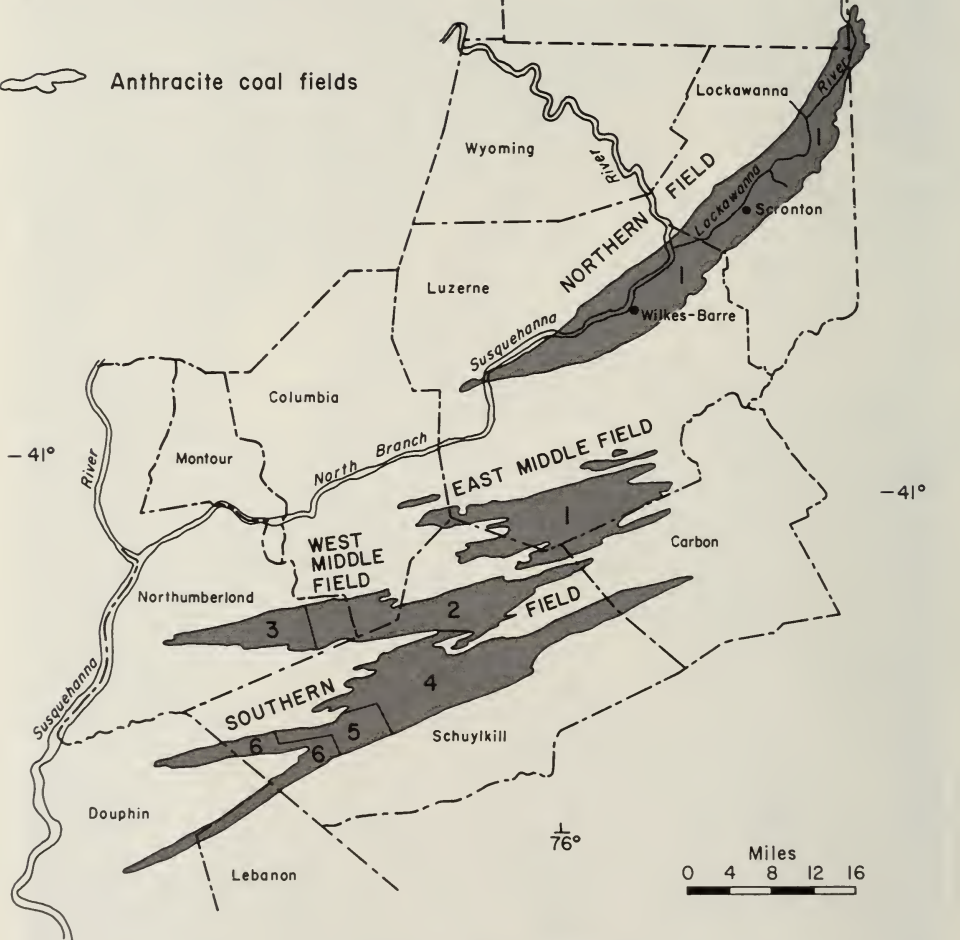 Anthracite coal fields
Lockawanna
River
Wyoming
River
NORTHERN FIELD
Lackawanna
1
Scronton
1
Luzerne
Wilkes-Barre
Susquehanna
Columbia
-41°
River
Montour
North Branch
EAST MIDDLE FIELD
-41°
1
WEST
MIDDLE
FIELD
Carbon
Northumberlond
3
2
FIELD
Susquehanna
SOUTHERN
4
5
6
6
Schuylkill
Douphin
Lebanon
76°
Miles
0 4 8 12 16